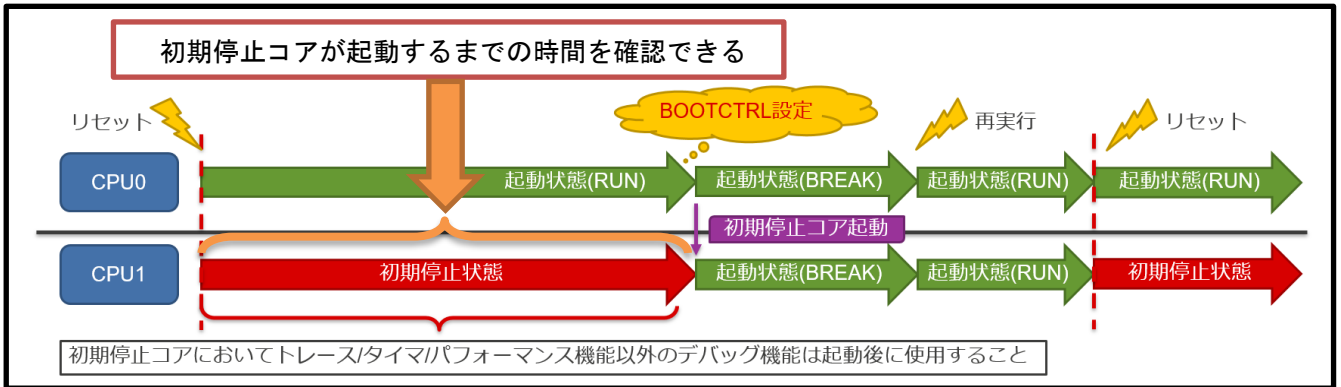 初期停止コアが起動するまでの時間を確認できる
BOOTCTRL設定
リセット
再実行
リセット
CPU0
起動状態(RUN)
起動状態(BREAK)
起動状態(RUN)
起動状態(RUN)
初期停止コア起動
CPU1
初期停止状態
起動状態(BREAK)
起動状態(RUN)
初期停止状態
初期停止コアにおいてトレース/タイマ/パフォーマンス機能以外のデバッグ機能は起動後に使用すること